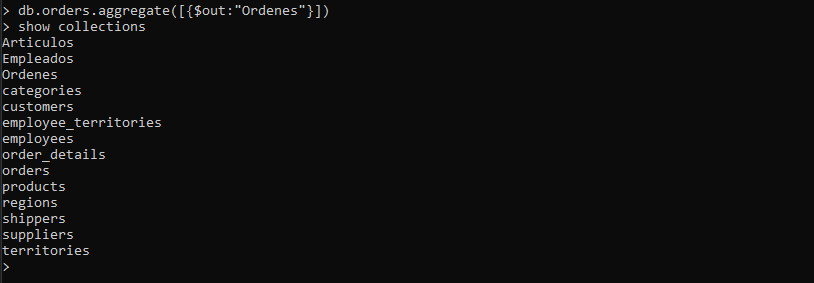 > db.orders.aggregate([{$out:"Ordenes"}])
> show collections
Articulos
Empleados
Ordenes
categories
customers
employee_territories
employees
order_details
orders
products
regions
shippers
suppliers
territories
>